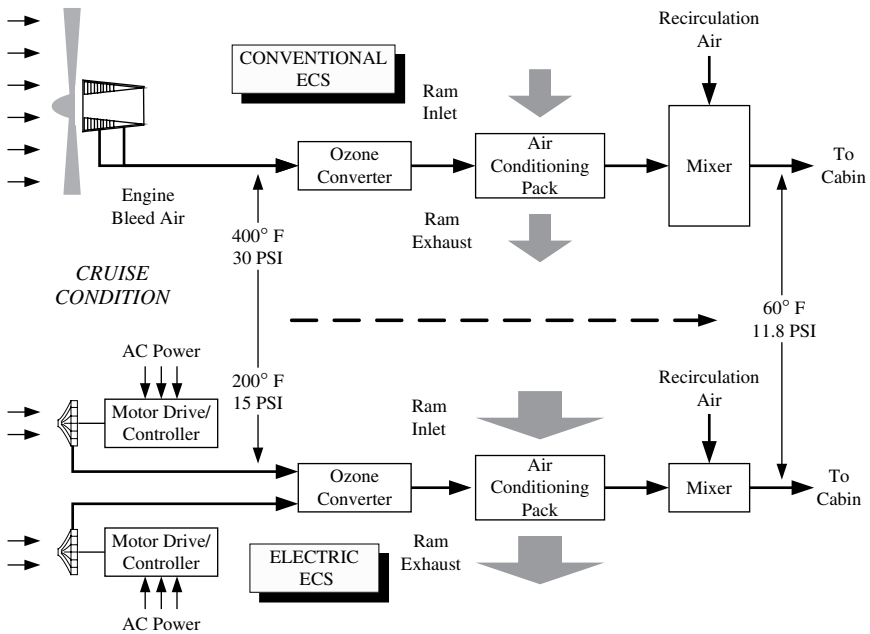 Recirculation
Air
CONVENTIONAL
ECS
Ram
Inlet
Ozone
Converter
Air
Conditioning
Pack
Mixer
To
Cabin
Engine
Bleed Air
Ram
Exhaust
400° F
30 PSI
CRUISE
CONDITION
60° F
11.8 PSI
AC Power
200° F
15 PSI
Recirculation
Air
Motor Drive/
Controller
Ram
Inlet
Ozone
Converter
Air
Conditioning
Pack
Mixer
To
Cabin
Motor Drive/
Controller
ELECTRIC
ECS
Ram
Exhaust
AC Power